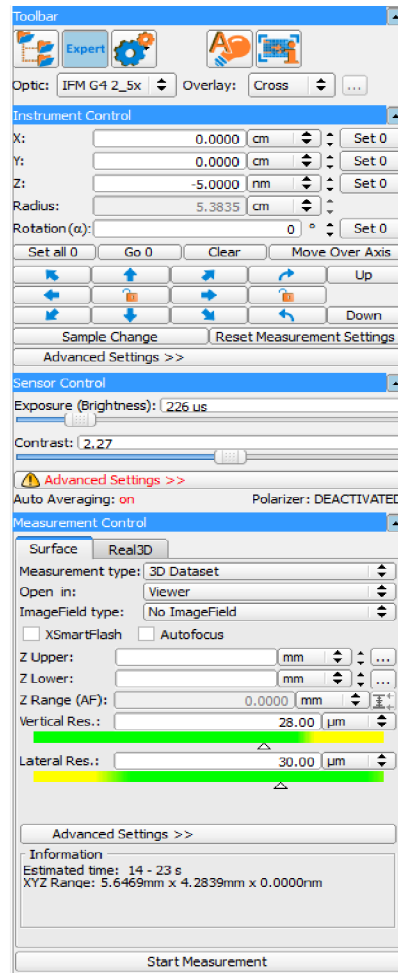 Toolbar
Expert
Optic: IFM G4 2_5x Overlay: Cross ...
Instrument Control
X: 0.0000 cm Set 0
Y: 0.0000 cm Set 0
Z: -5.0000 nm Set 0
Radius: 5.3835 cm
Rotation(α): 0 ° Set 0
Set all 0 Go 0 Clear Move Over Axis
Up
Down
Sample Change Reset Measurement Settings
Advanced Settings >>
Sensor Control
Exposure (Brightness): 226 us
Contrast: 2.27
Advanced Settings >>
Auto Averaging: on Polarizer: DEACTIVATED
Measurement Control
Surface Real3D
Measurement type: 3D Dataset
Open in: Viewer
ImageField type: No ImageField
XSmartFlash Autofocus
Z Upper: mm ...
Z Lower: mm ...
Z Range (AF): 0.0000 mm
Vertical Res.: 28.00 µm
Lateral Res.: 30.00 µm
Advanced Settings >>
Information
Estimated time: 14 - 23 s
XYZ Range: 5.6469mm x 4.2839mm x 0.0000nm
Start Measurement